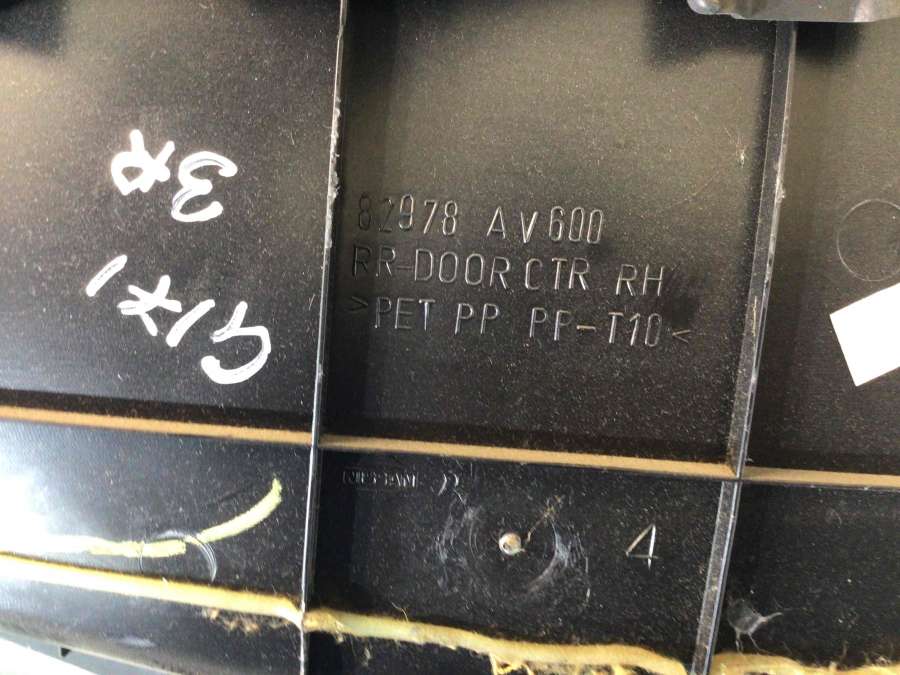 82978 AV600
RR-DOOR CTR RH
>PET PP PP-T10<
NISSAN
4